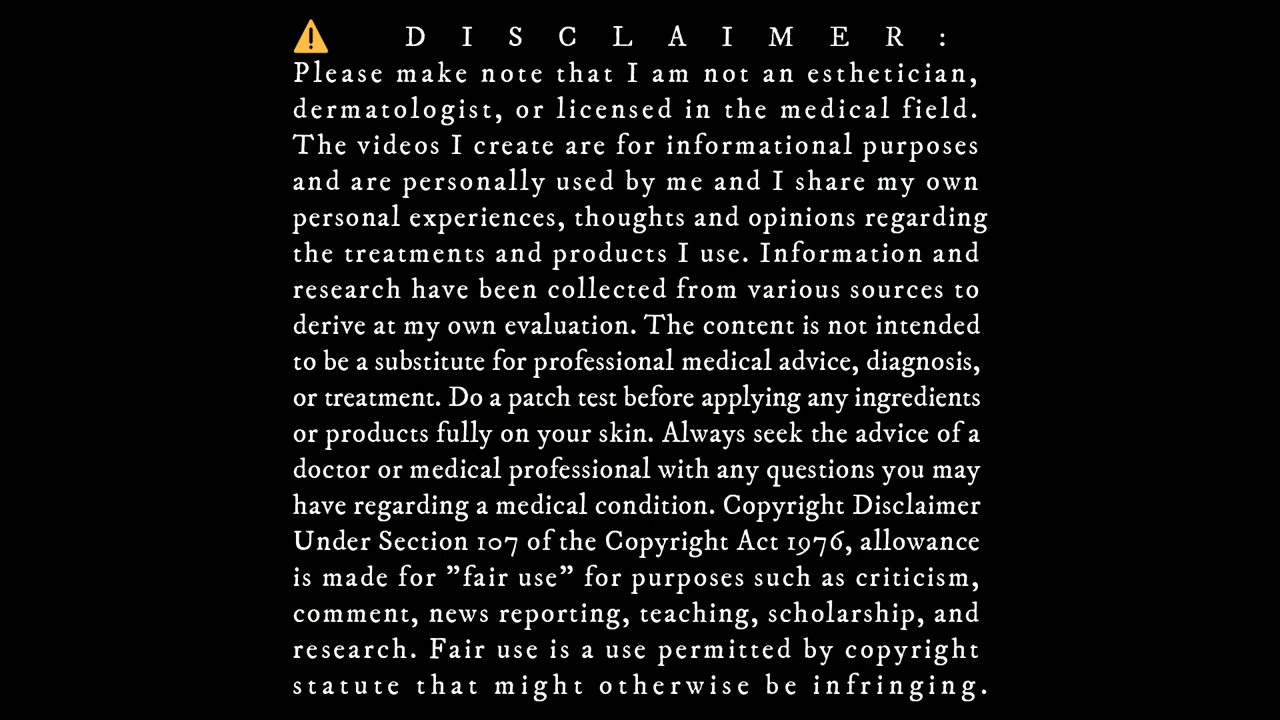 ⚠️ D I S C L A I M E R :
Please make note that I am not an esthetician,
dermatologist, or licensed in the medical field.
The videos I create are for informational purposes
and are personally used by me and I share my own
personal experiences, thoughts and opinions regarding
the treatments and products I use. Information and
research have been collected from various sources to
derive at my own evaluation. The content is not intended
to be a substitute for professional medical advice, diagnosis,
or treatment. Do a patch test before applying any ingredients
or products fully on your skin. Always seek the advice of a
doctor or medical professional with any questions you may
have regarding a medical condition. Copyright Disclaimer
Under Section 107 of the Copyright Act 1976, allowance
is made for ”fair use” for purposes such as criticism,
comment, news reporting, teaching, scholarship, and
research. Fair use is a use permitted by copyright
statute that might otherwise be infringing.